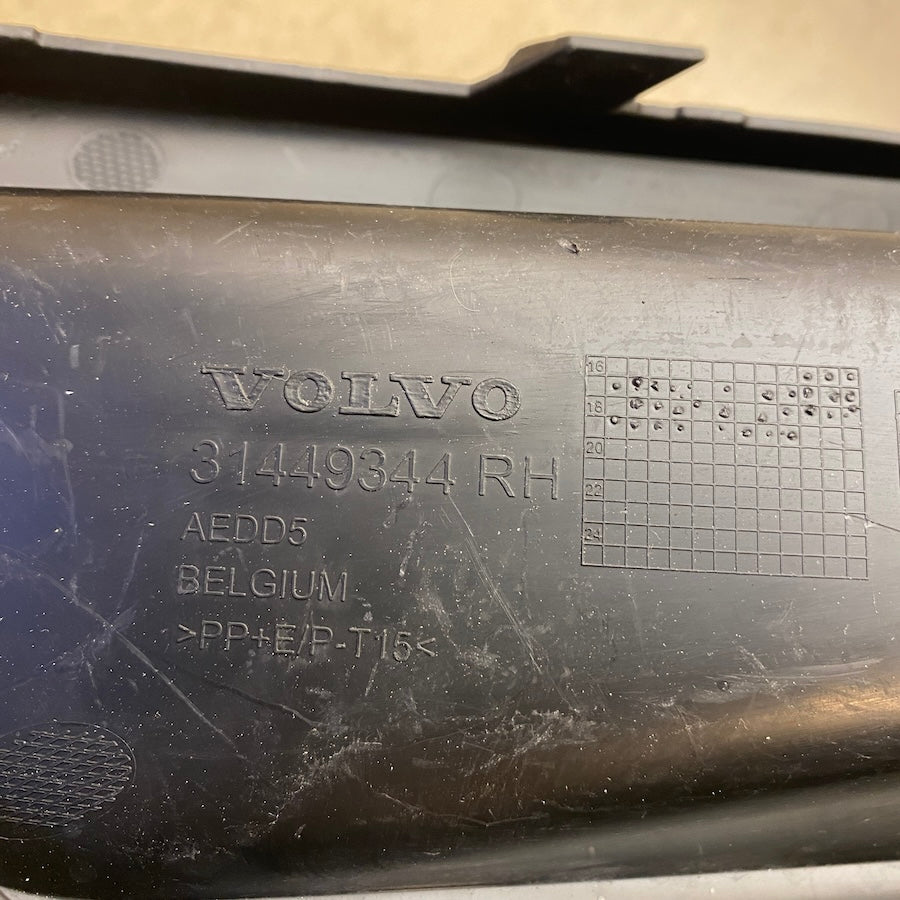 VOLVO
31449344 RH
AEDD5
BELGIUM
>PP+E/P-T15<
16
18
20
22
24